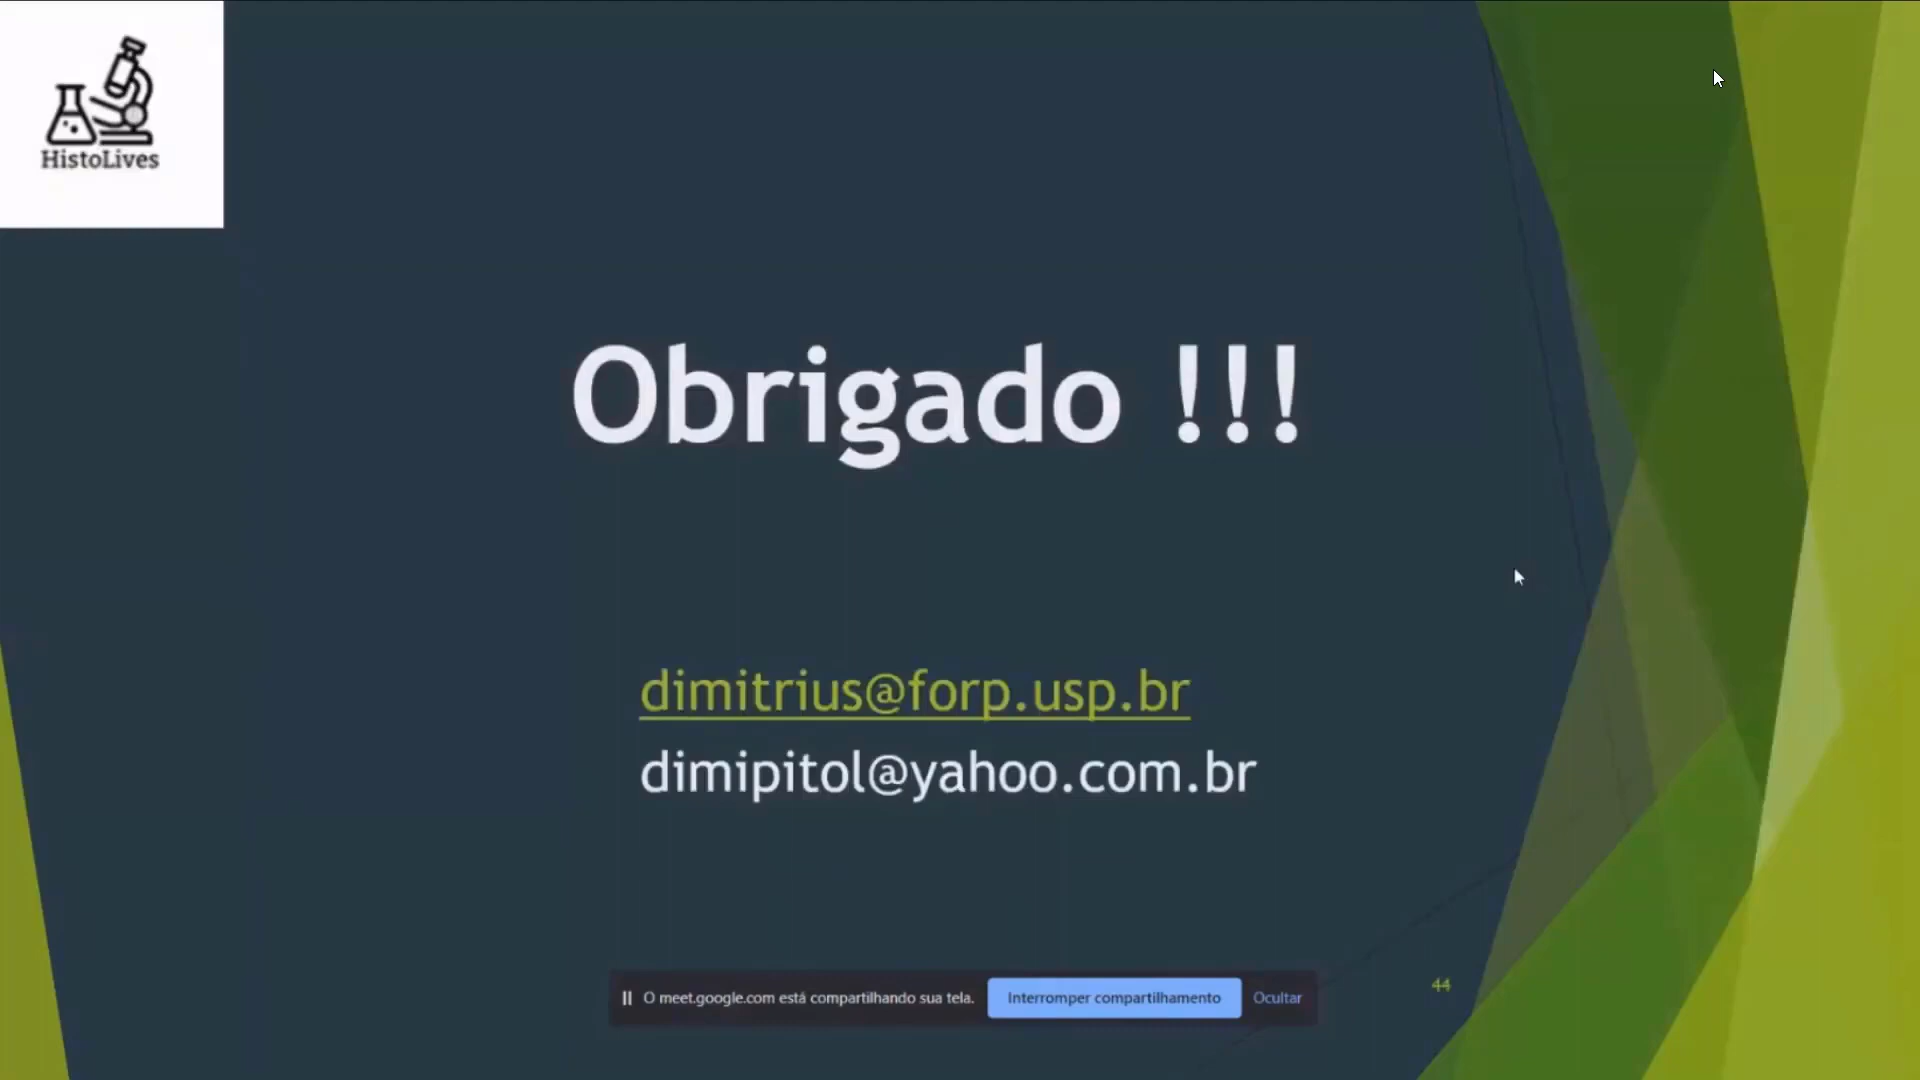 HistoLives
Obrigado !!!
dimitrius@forp.usp.br
dimipitol@yahoo.com.br
O meet.google.com está compartilhando sua tela. Interromper compartilhamento Ocultar
44